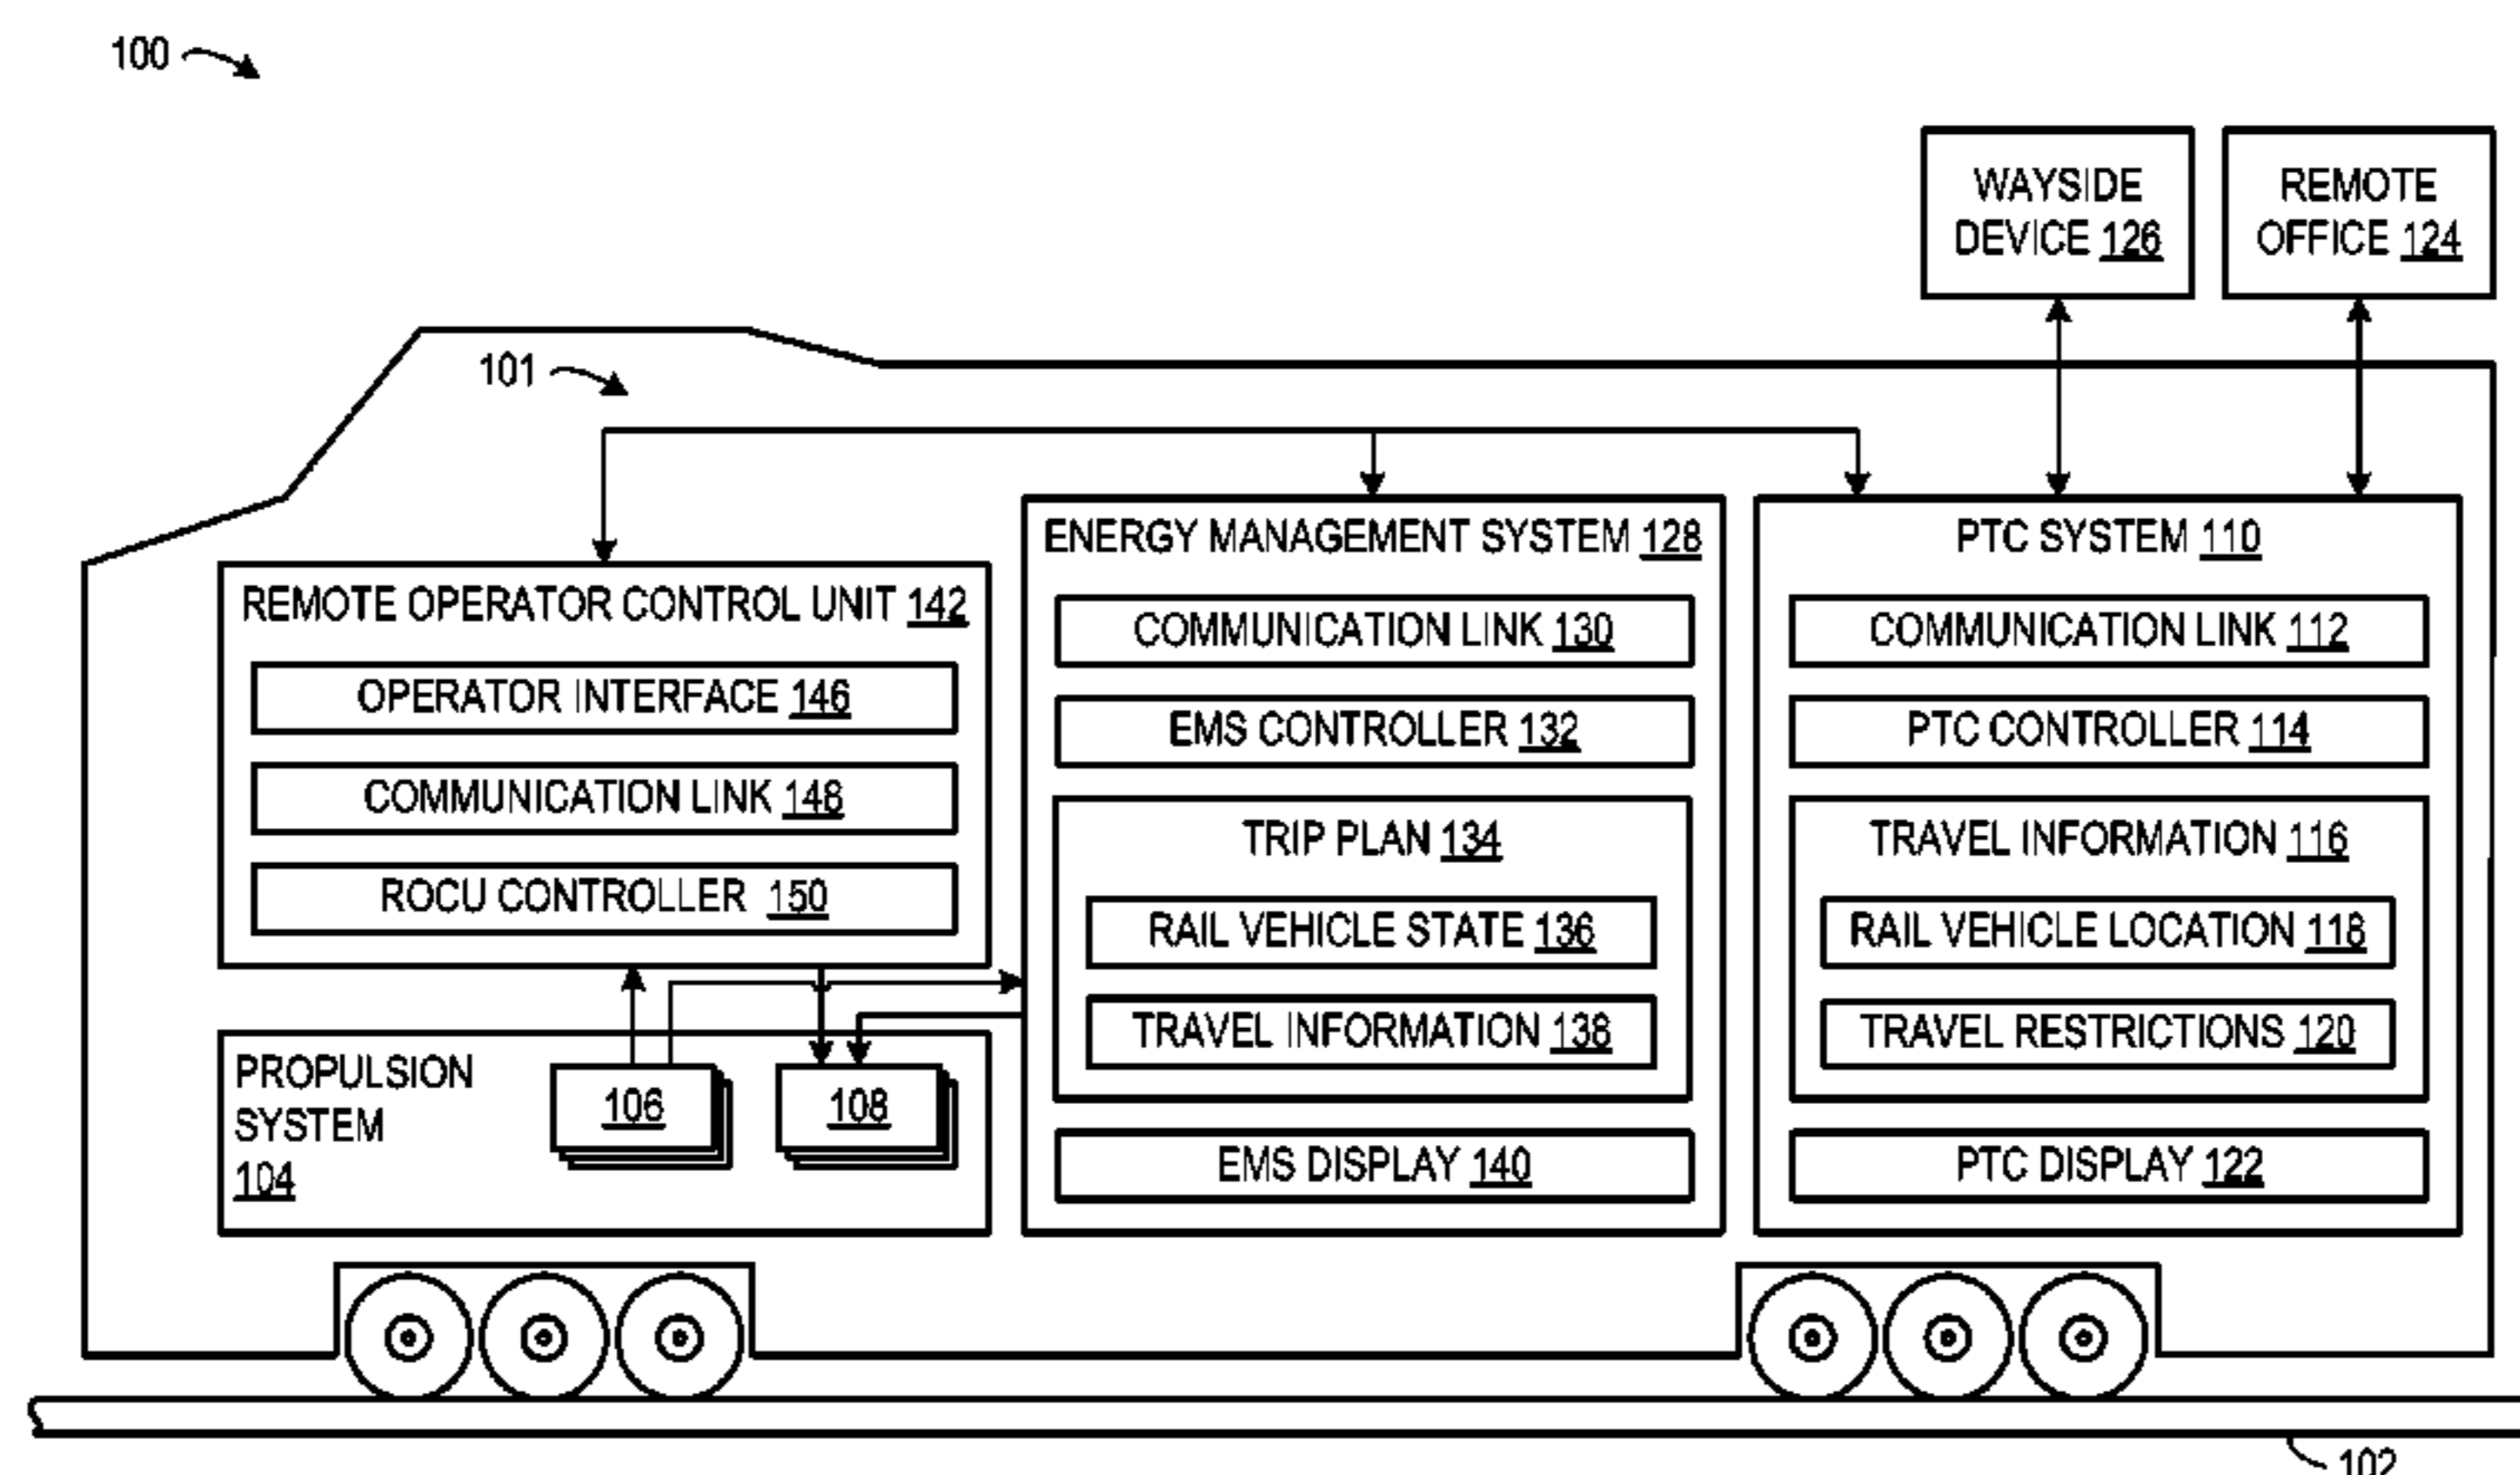 100
WAYSIDE
DEVICE 126
REMOTE
OFFICE 124
101
REMOTE OPERATOR CONTROL UNIT 142
OPERATOR INTERFACE 146
COMMUNICATION LINK 148
ROCU CONTROLLER 150
PROPULSION
SYSTEM
104
106
108
ENERGY MANAGEMENT SYSTEM 128
COMMUNICATION LINK 130
EMS CONTROLLER 132
TRIP PLAN 134
RAIL VEHICLE STATE 136
TRAVEL INFORMATION 138
EMS DISPLAY 140
PTC SYSTEM 110
COMMUNICATION LINK 112
PTC CONTROLLER 114
TRAVEL INFORMATION 116
RAIL VEHICLE LOCATION 118
TRAVEL RESTRICTIONS 120
PTC DISPLAY 122
102